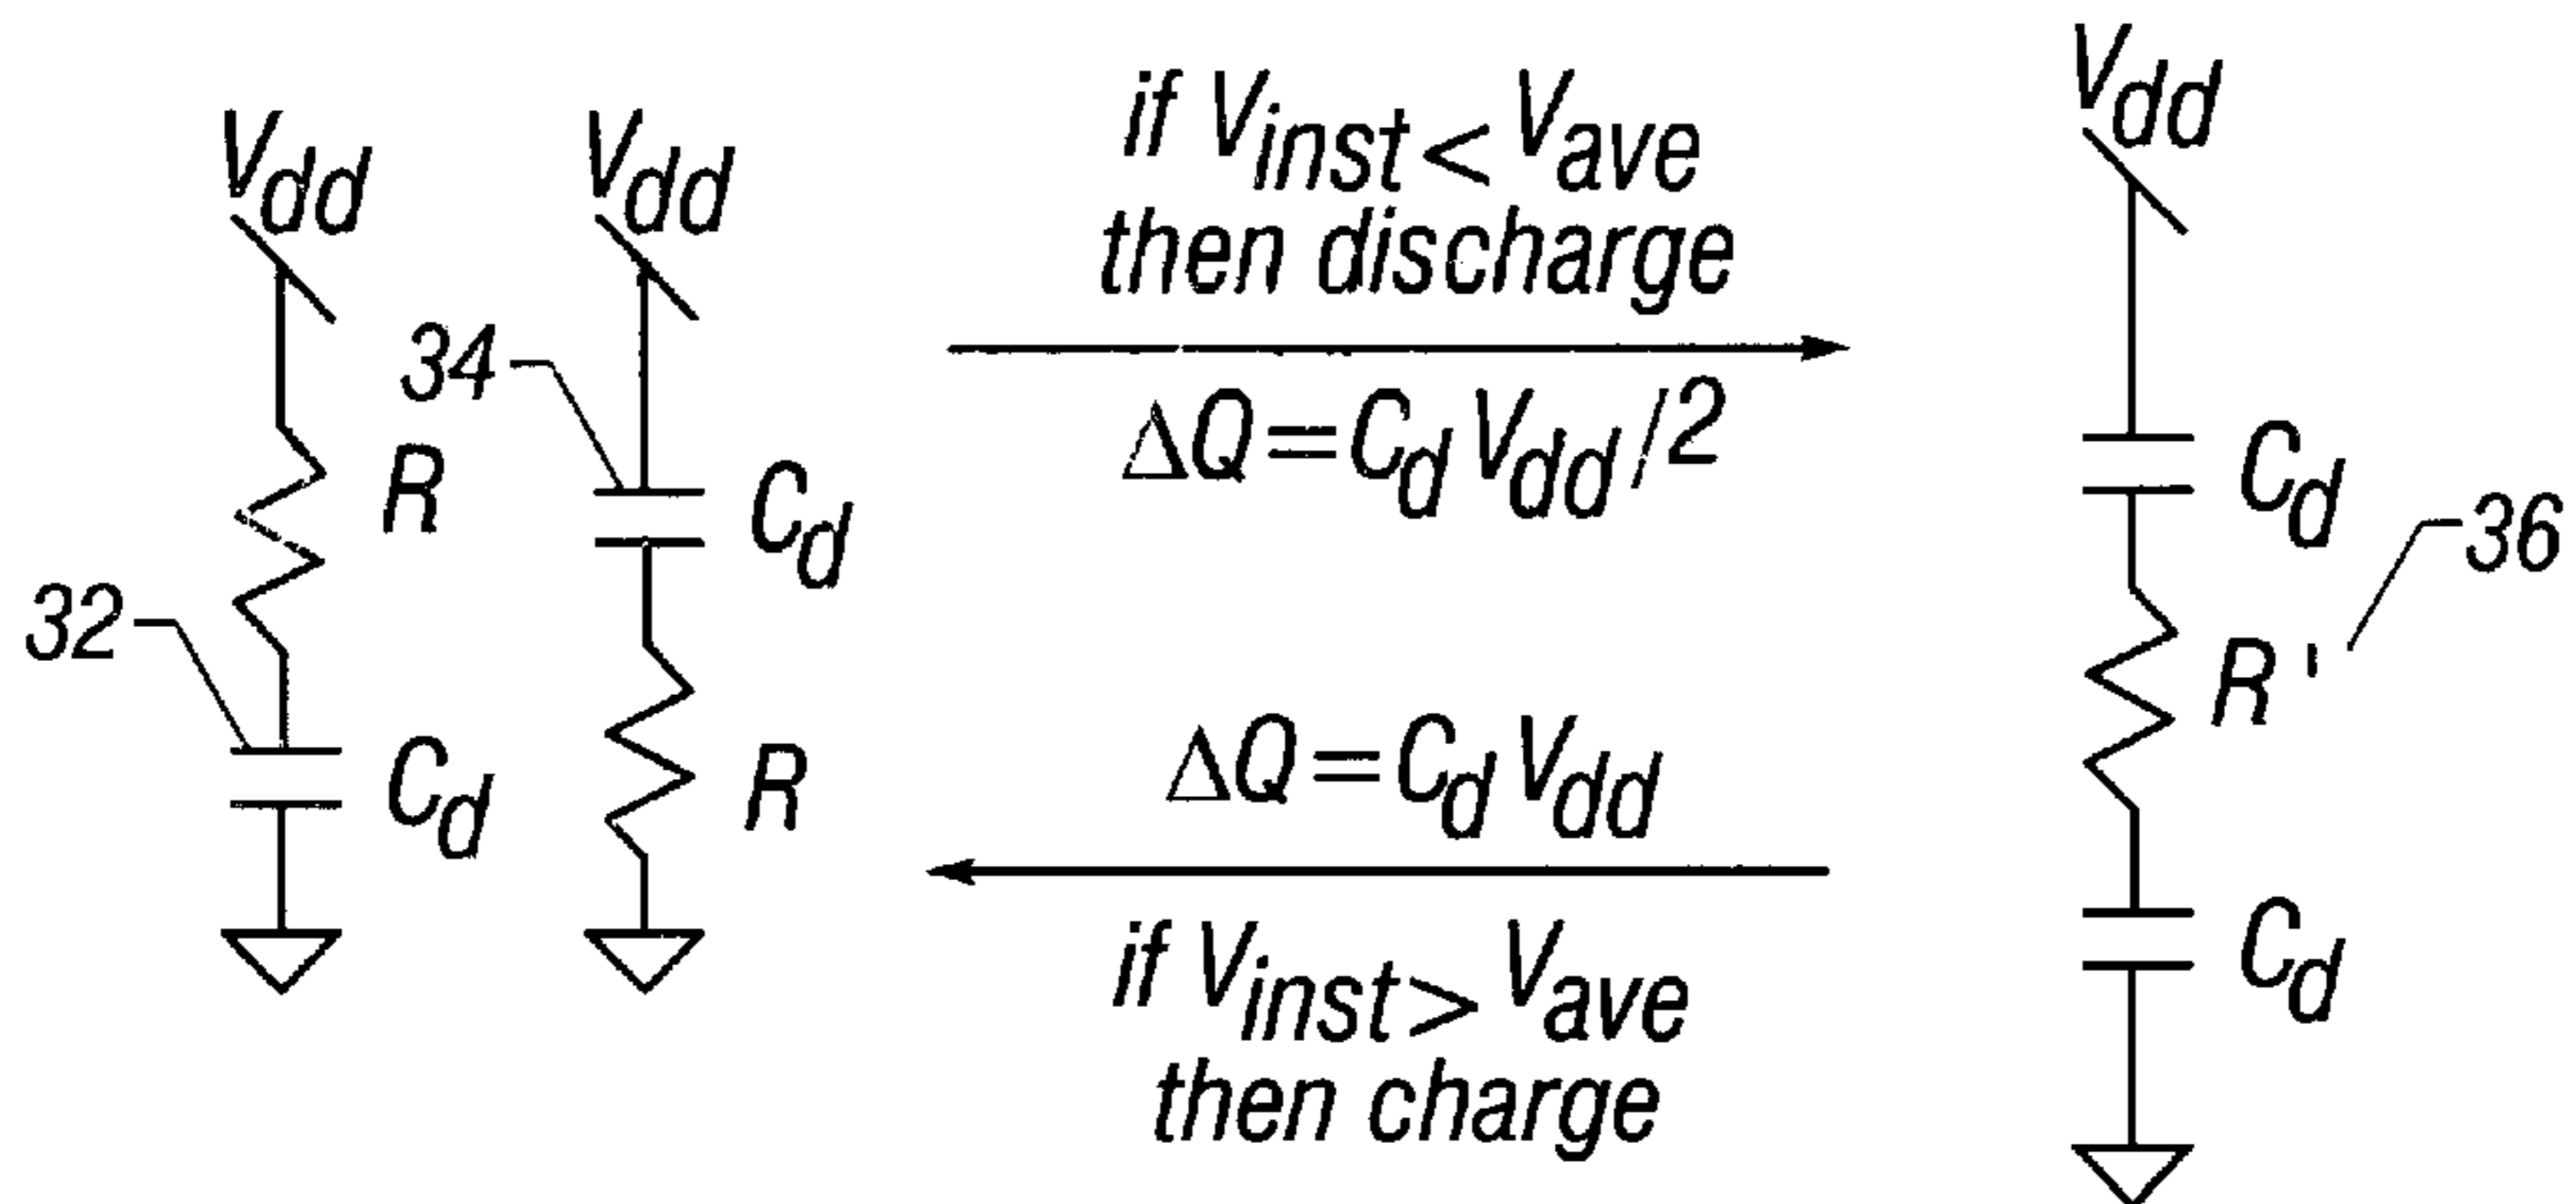 Vdd
Vdd
34
R
Cd
32
Cd
R
if Vinst < Vave
then discharge
ΔQ = Cd Vdd /2
ΔQ = Cd Vdd
if Vinst > Vave
then charge
Vdd
Cd
36
R'
Cd